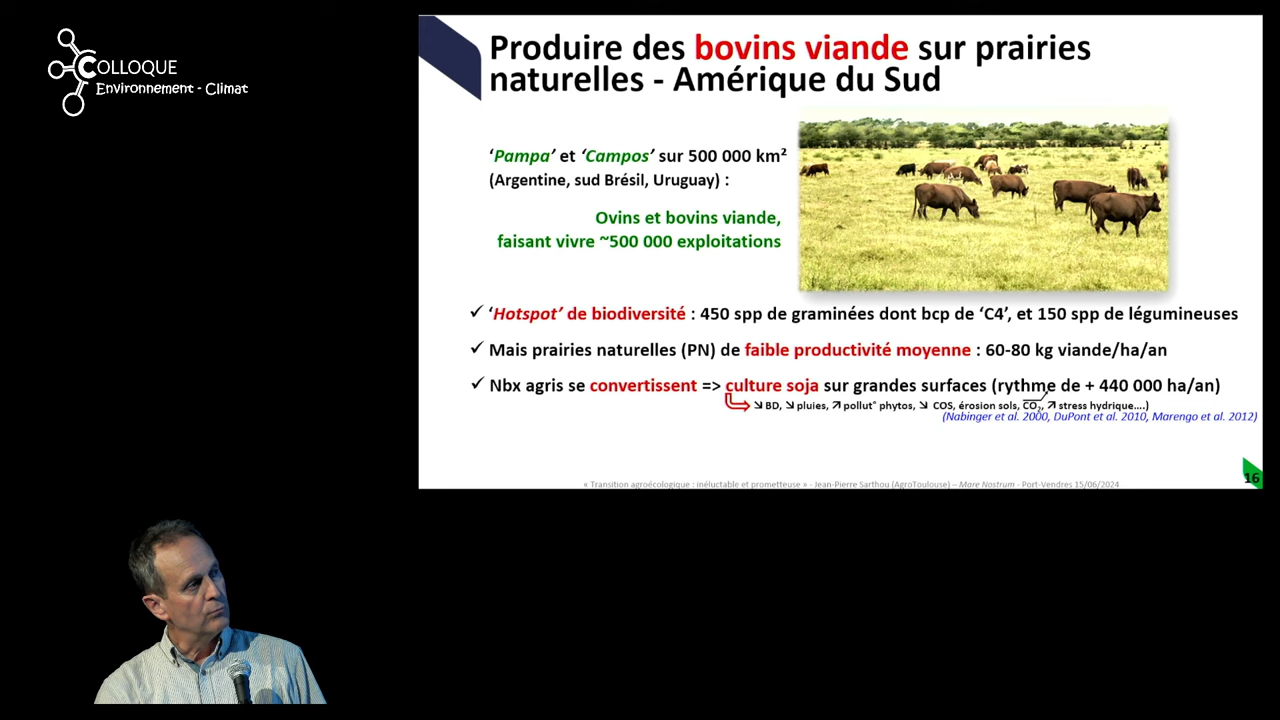 COLLOQUE
Environnement - Climat
Produire des bovins viande sur prairies
naturelles - Amérique du Sud
‘Pampa’ et ‘Campos’ sur 500 000 km²
(Argentine, sud Brésil, Uruguay) :
Ovins et bovins viande,
faisant vivre ~500 000 exploitations
✓ ‘Hotspot’ de biodiversité : 450 spp de graminées dont bcp de ‘C4’, et 150 spp de légumineuses
✓ Mais prairies naturelles (PN) de faible productivité moyenne : 60-80 kg viande/ha/an
✓ Nbx agris se convertissent => culture soja sur grandes surfaces (rythme de + 440 000 ha/an)
↘ BD, ↘ pluies, ↗ pollut° phytos, ↘ COS, érosion sols, CO₂, ↗ stress hydrique....)
(Nabinger et al. 2000, DuPont et al. 2010, Marengo et al. 2012)
« Transition agroécologique : inéluctable et prometteuse » - Jean-Pierre Sarthou (AgroToulouse) – Mare Nostrum - Port-Vendres 15/06/2024
16